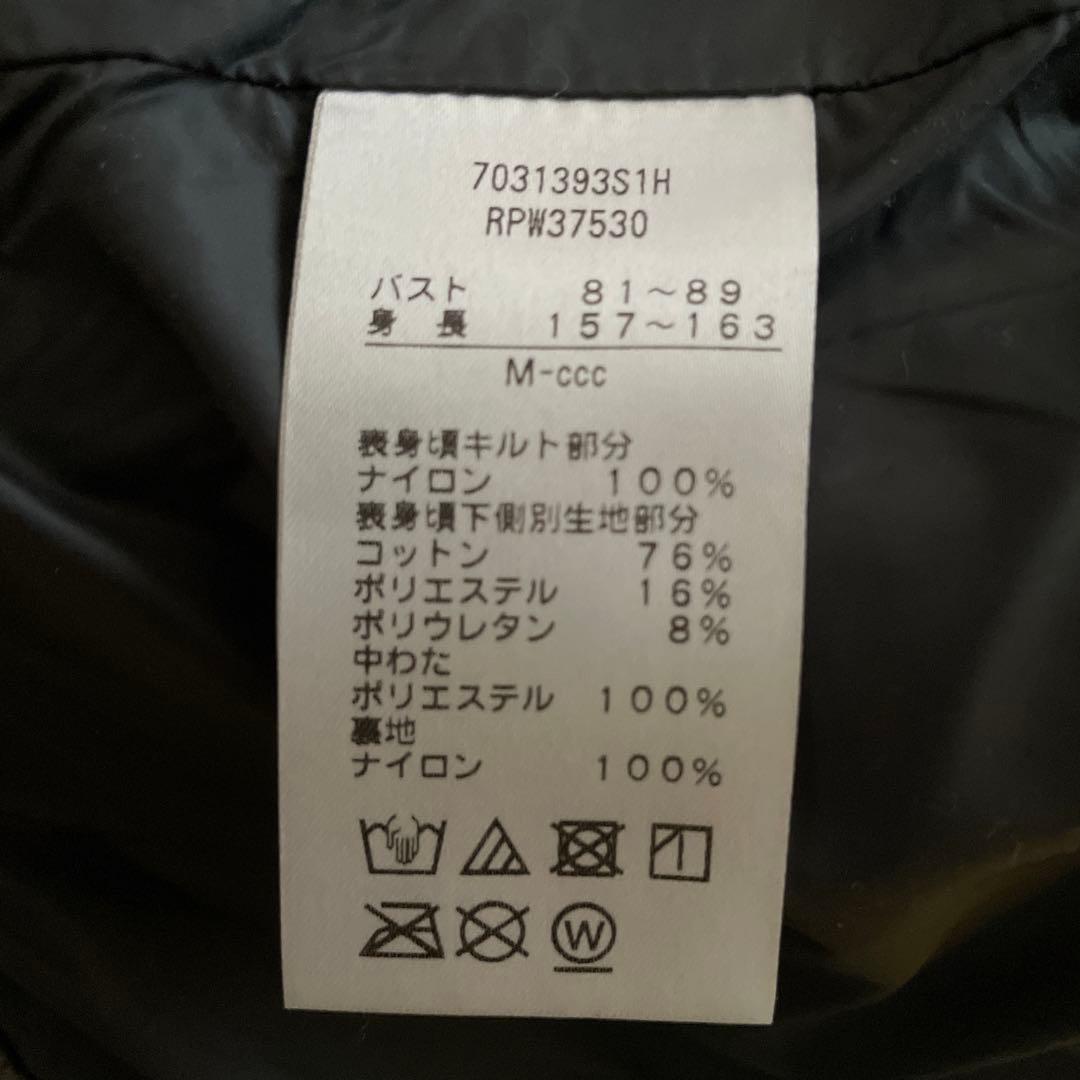 7031393S1H
RPW37530
バスト 81～89
身長 157～163
M-ccc
表身頃キルト部分
ナイロン 100%
表身頃下側別生地部分
コットン 76%
ポリエステル 16%
ポリウレタン 8%
中わた
ポリエステル 100%
裏地
ナイロン 100%
W